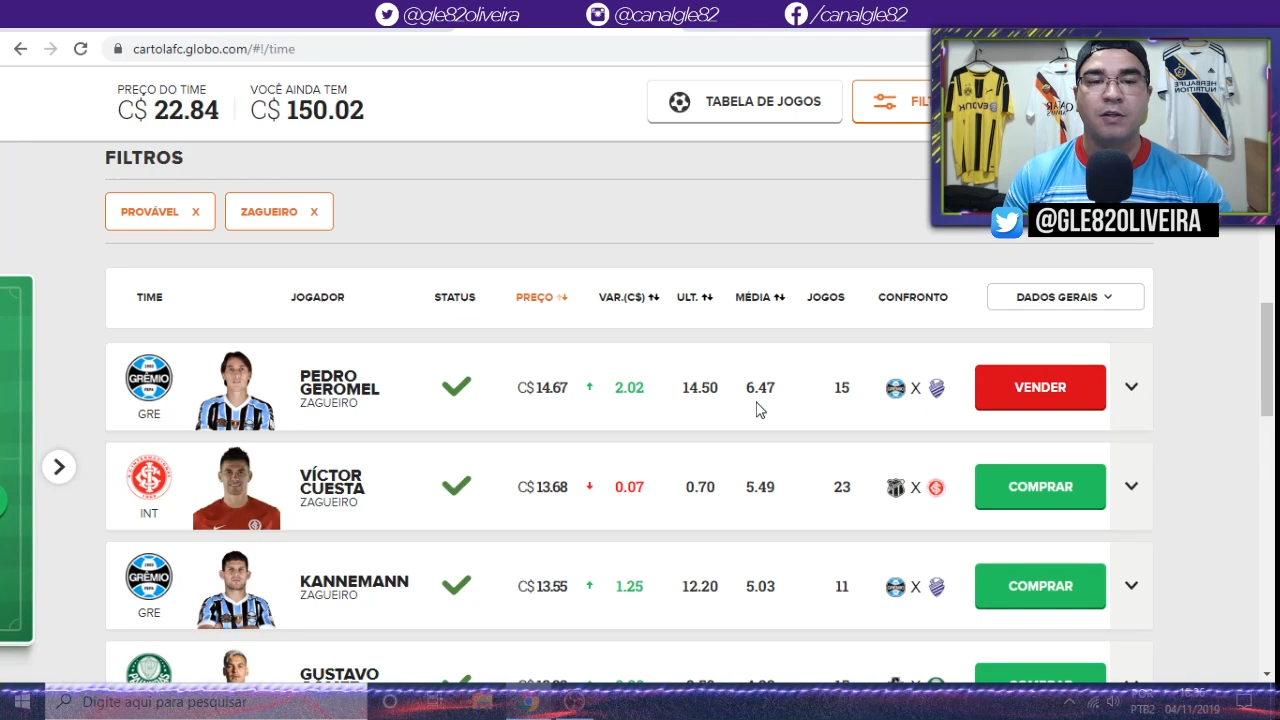 @gle82oliveira @canalgle82 /canalgle82
cartolafc.globo.com/#!/time
PREÇO DO TIME
C$ 22.84
VOCÊ AINDA TEM
C$ 150.02
TABELA DE JOGOS
@GLE82OLIVEIRA
FILTROS
PROVÁVEL X
ZAGUEIRO X
TIME JOGADOR STATUS PREÇO VAR.(C$) ULT. MÉDIA JOGOS CONFRONTO DADOS GERAIS
PEDRO
GEROMEL
ZAGUEIRO
GRÊMIO
GRE
C$ 14.67 2.02 14.50 6.47 15 X VENDER
VÍCTOR
CUESTA
ZAGUEIRO
INT
C$ 13.68 0.07 0.70 5.49 23 X COMPRAR
KANNEMANN
ZAGUEIRO
GRÊMIO
GRE
C$ 13.55 1.25 12.20 5.03 11 X COMPRAR
GUSTAVO
Digite aqui para pesquisar
POR
PTB2
04/11/2019